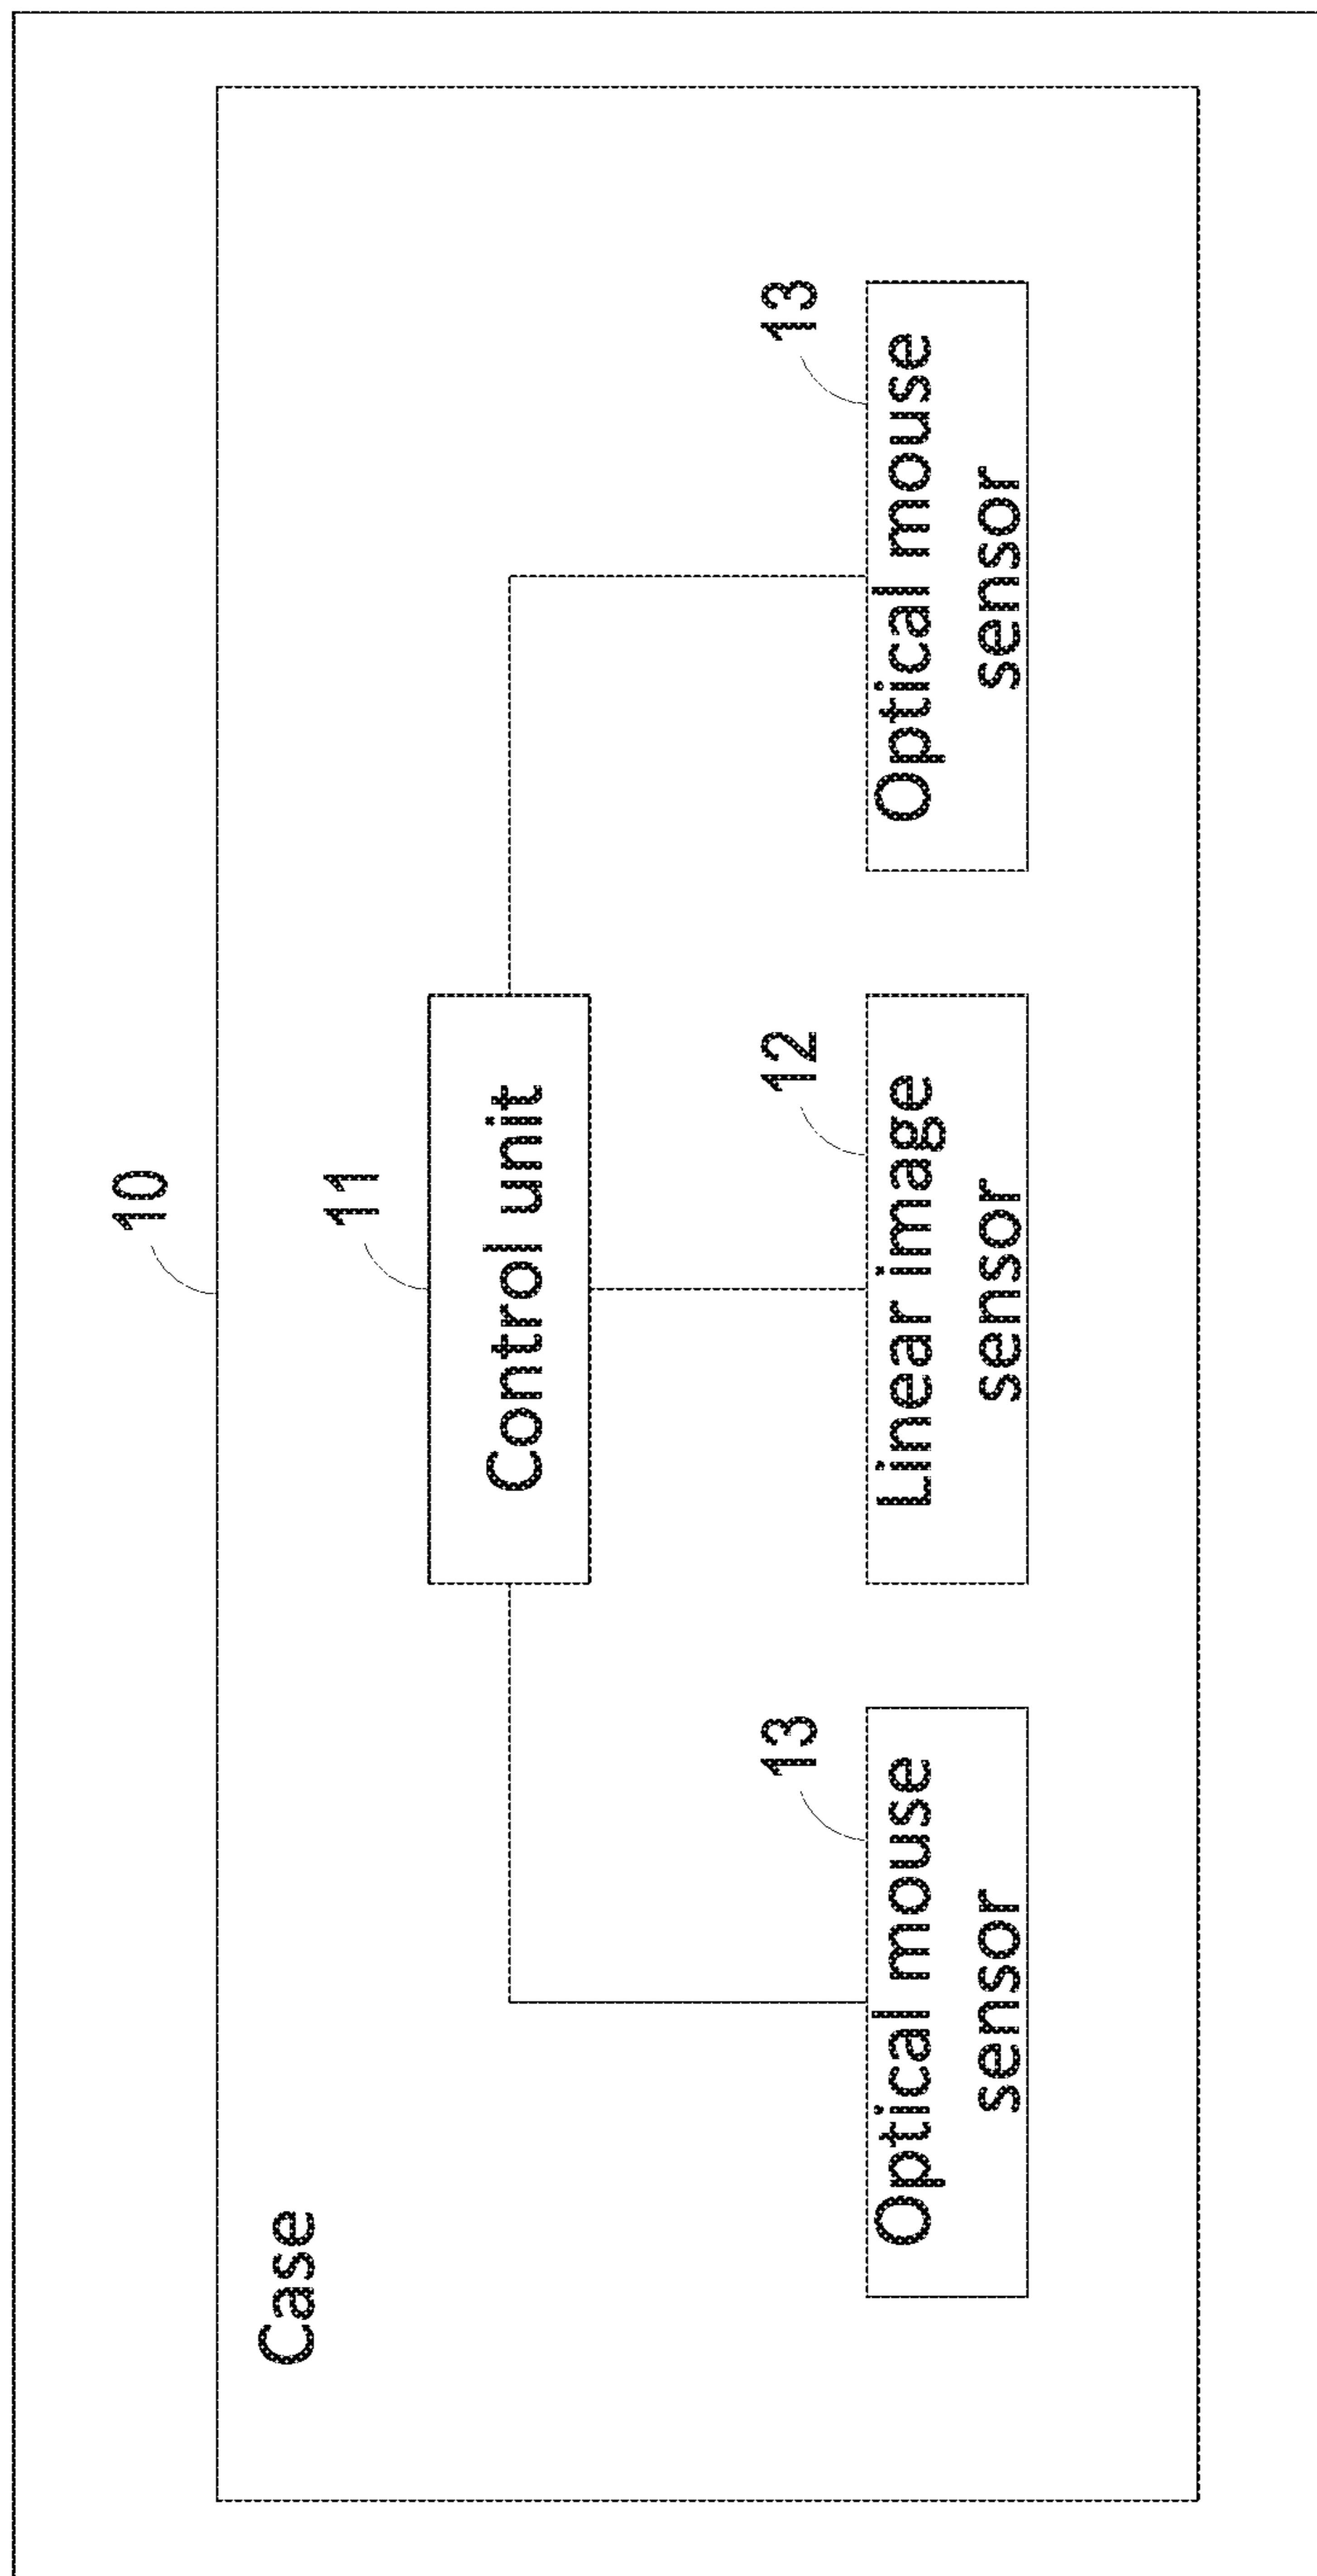 10
Case
11
Control unit
13
Optical mouse
sensor
12
Linear image
sensor
13
Optical mouse
sensor